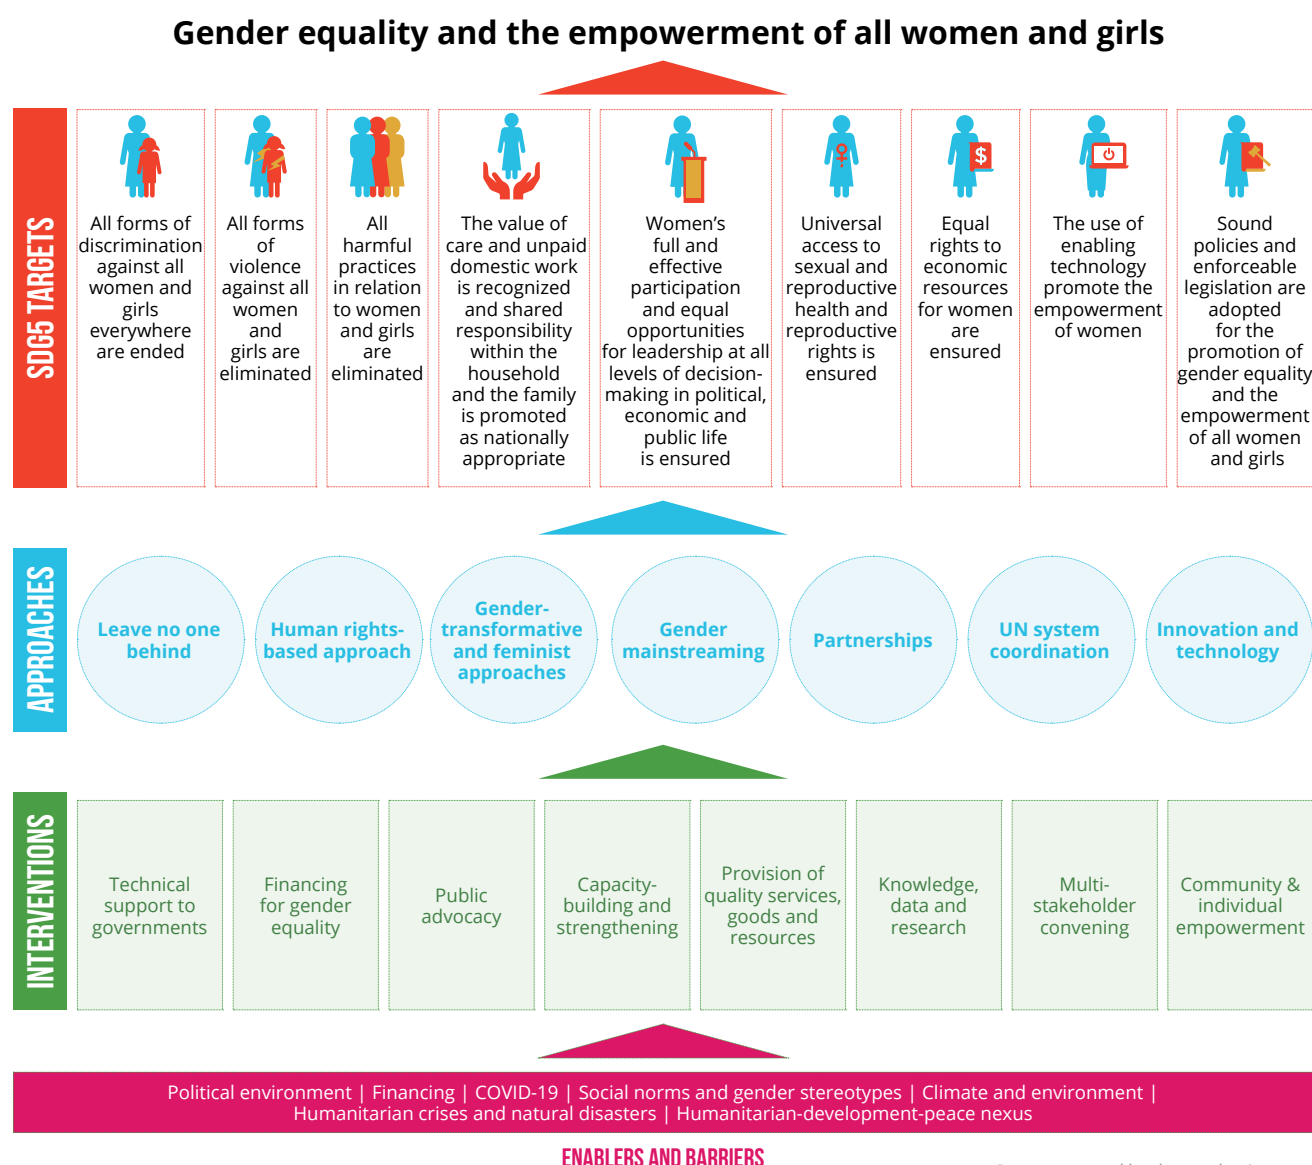 Gender equality and the empowerment of all women and girls
SDG5 TARGETS
All forms of
discrimination
against all
women and
girls
everywhere
are ended
All forms
of
violence
against all
women
and
girls are
eliminated
All
harmful
practices
in relation
to women
and girls
are
eliminated
The value of
care and unpaid
domestic work
is recognized
and shared
responsibility
within the
household
and the family
is promoted
as nationally
appropriate
Women's
full and
effective
participation
and equal
opportunities
for leadership at all
levels of decision-
making in political,
economic and
public life
is ensured
Universal
access to
sexual and
reproductive
health and
reproductive
rights is
ensured
$
Equal
rights to
economic
resources
for women
are
ensured
The use of
enabling
technology
promote the
empowerment
of women
Sound
policies and
enforceable
legislation are
adopted
for the
promotion of
gender equality
and the
empowerment
of all women
and girls
APPROACHES
Leave no one
behind
Human rights-
based approach
Gender-
transformative
and feminist
approaches
Gender
mainstreaming
Partnerships
UN system
coordination
Innovation and
technology
INTERVENTIONS
Technical
support to
governments
Financing
for gender
equality
Public
advocacy
Capacity-
building and
strengthening
Provision of
quality services,
goods and
resources
Knowledge,
data and
research
Multi-
stakeholder
convening
Community &
individual
empowerment
Political environment | Financing | COVID-19 | Social norms and gender stereotypes | Climate and environment |
Humanitarian crises and natural disasters | Humanitarian-development-peace nexus
ENABLERS AND BARRIERS